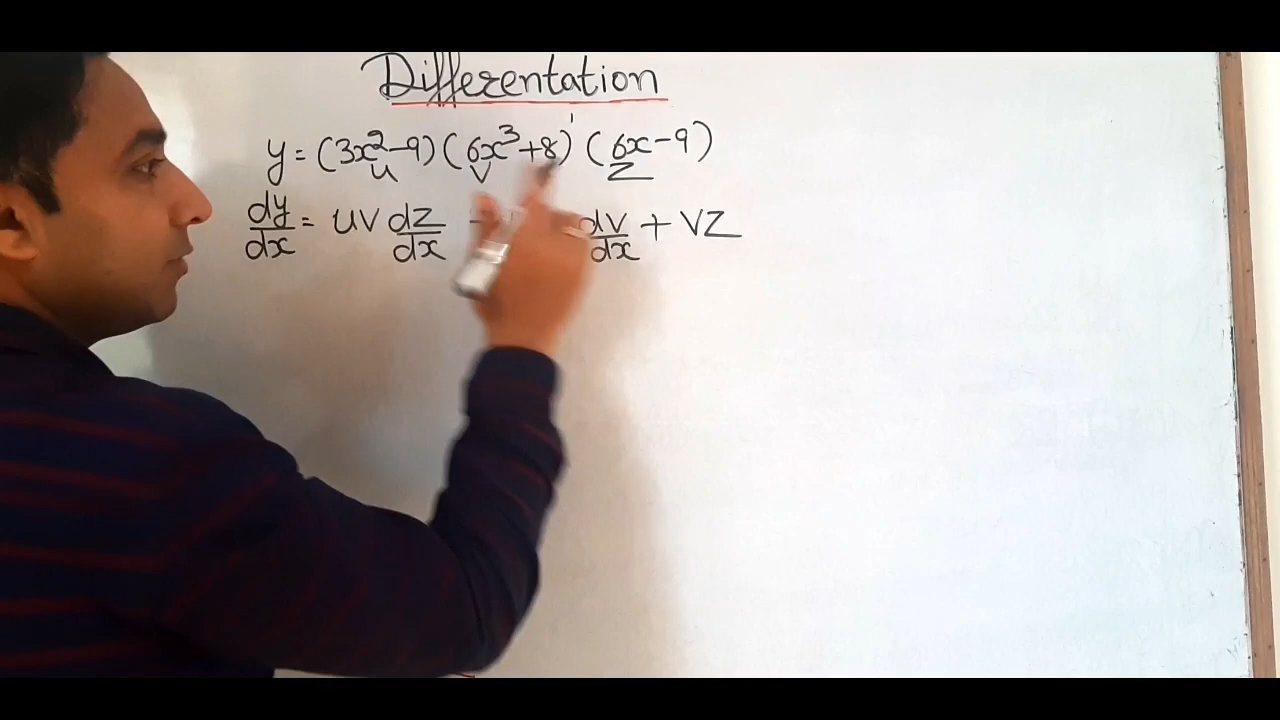 Differentation
y = (3x²-9) (6x³+8) (6x-9)
u v z
dy/dx = uv dz/dx + dv/dx + vz